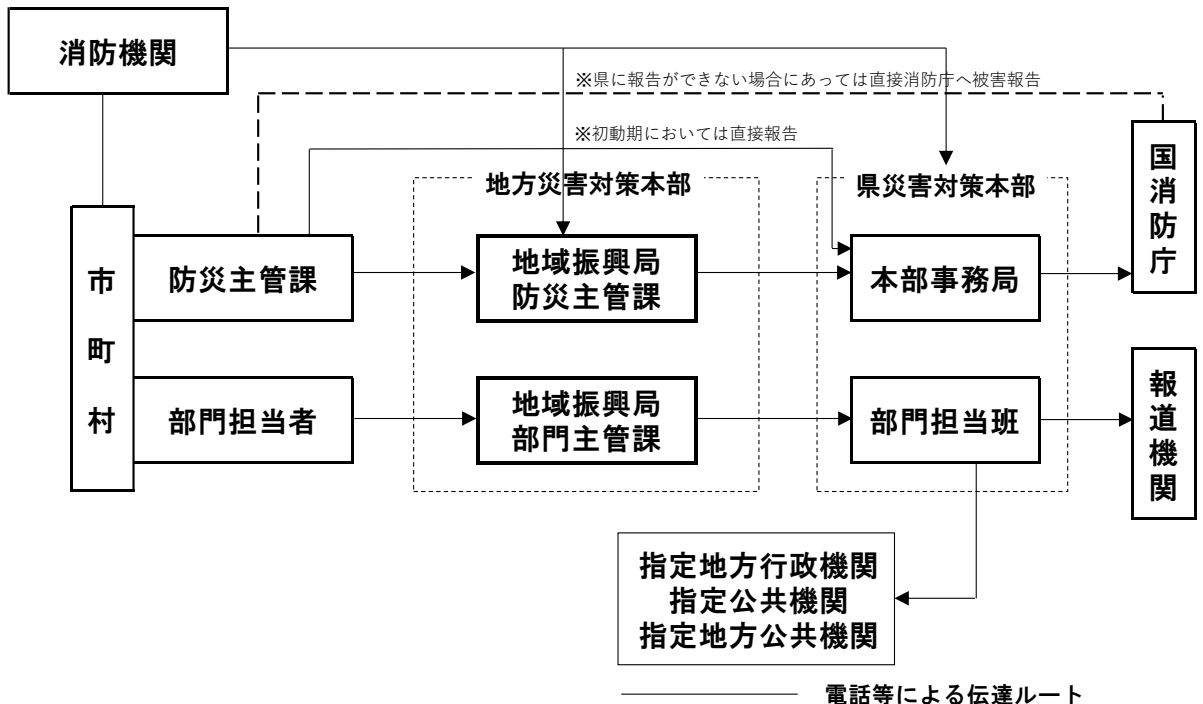 消防機関
※県に報告ができない場合にあっては直接消防庁へ被害報告
※初動期においては直接報告
地方災害対策本部
県災害対策本部
国消防庁
市町村
防災主管課
地域振興局
防災主管課
本部事務局
部門担当者
地域振興局
部門主管課
部門担当班
報道機関
指定地方行政機関
指定公共機関
指定地方公共機関
電話等による伝達ルート